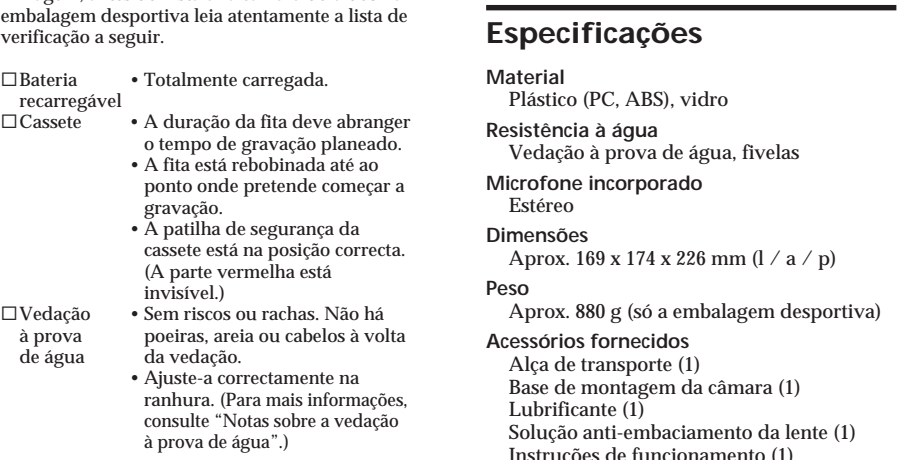 embalagem desportiva leia atentamente a lista de
verificação a seguir.
□Bateria recarregável
• Totalmente carregada.
□Cassete
• A duração da fita deve abranger
o tempo de gravação planeado.
• A fita está rebobinada até ao
ponto onde pretende começar a
gravação.
• A patilha de segurança da
cassete está na posição correcta.
(A parte vermelha está
invisível.)
□Vedação
à prova
de água
• Sem riscos ou rachas. Não há
poeiras, areia ou cabelos à volta
da vedação.
• Ajuste-a correctamente na
ranhura. (Para mais informações,
consulte “Notas sobre a vedação
à prova de água”.)
Especificações
Material
Plástico (PC, ABS), vidro
Resistência à água
Vedação à prova de água, fivelas
Microfone incorporado
Estéreo
Dimensões
Aprox. 169 x 174 x 226 mm (l / a / p)
Peso
Aprox. 880 g (só a embalagem desportiva)
Acessórios fornecidos
Alça de transporte (1)
Base de montagem da câmara (1)
Lubrificante (1)
Solução anti-embaciamento da lente (1)
Instruções de funcionamento (1)